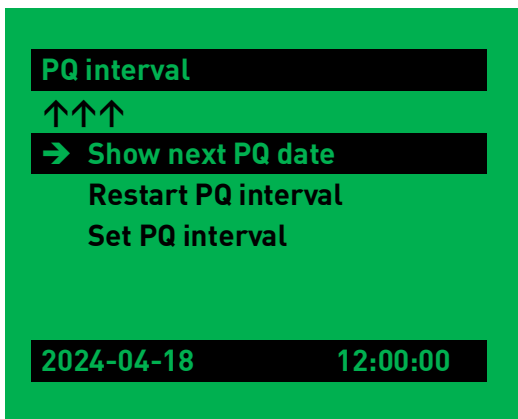 PQ interval
↑↑↑
➔ Show next PQ date
Restart PQ interval
Set PQ interval
2024-04-18 12:00:00